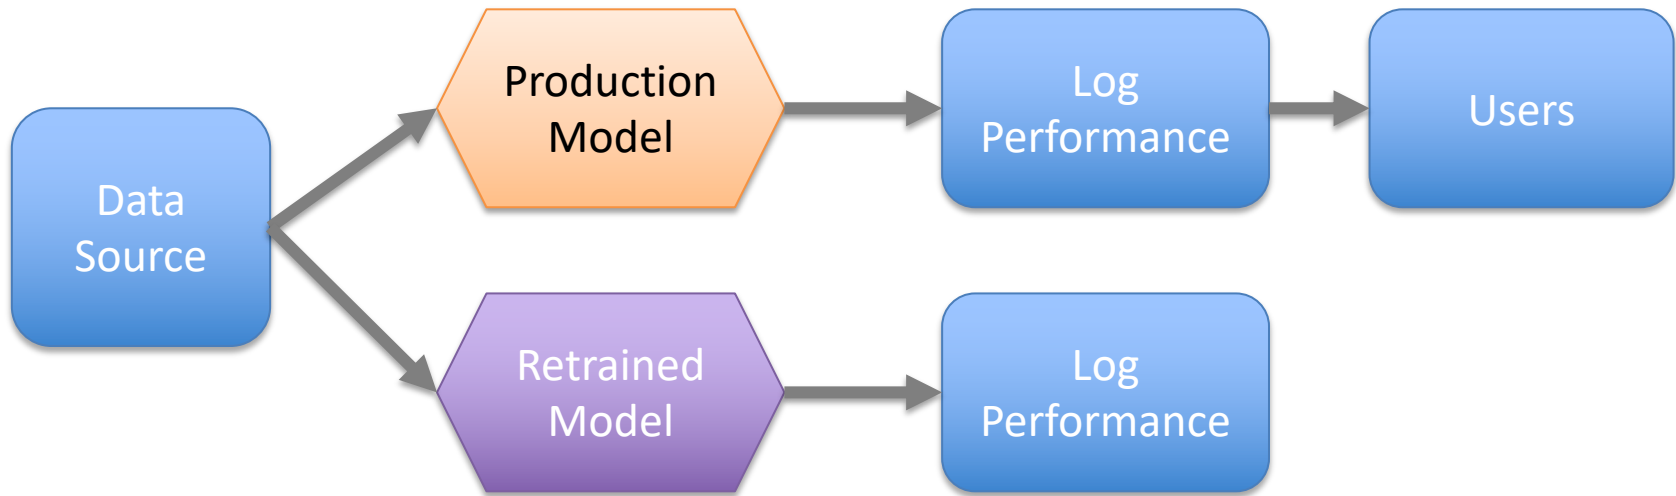 Data
Source
Production
Model
Log
Performance
Users
Retrained
Model
Log
Performance